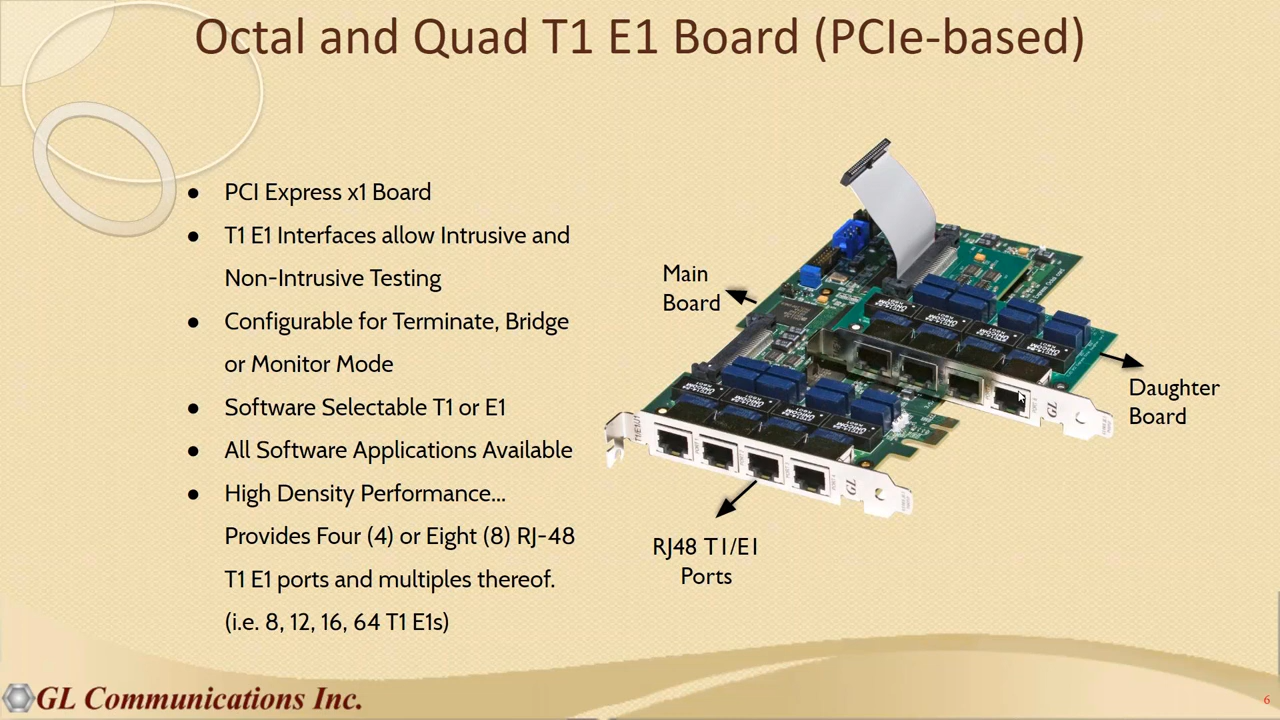 Octal and Quad T1 E1 Board (PCIe-based)
● PCI Express x1 Board
● T1 E1 Interfaces allow Intrusive and
Non-Intrusive Testing
● Configurable for Terminate, Bridge
or Monitor Mode
● Software Selectable T1 or E1
● All Software Applications Available
● High Density Performance...
Provides Four (4) or Eight (8) RJ-48
T1 E1 ports and multiples thereof.
(i.e. 8, 12, 16, 64 T1 E1s)
Main
Board
Daughter
Board
GL
GL
RJ48 T1/E1
Ports
GL Communications Inc.
6